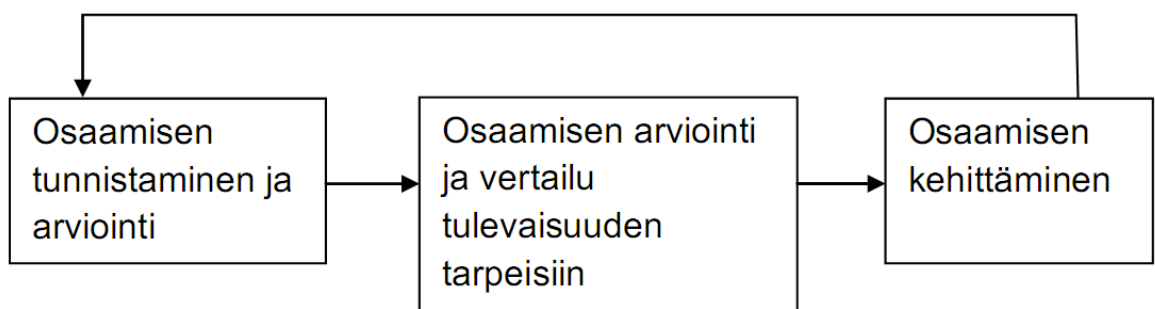 Osaamisen
tunnistaminen ja
arviointi
Osaamisen arviointi
ja vertailu
tulevaisuuden
tarpeisiin
Osaamisen
kehittäminen